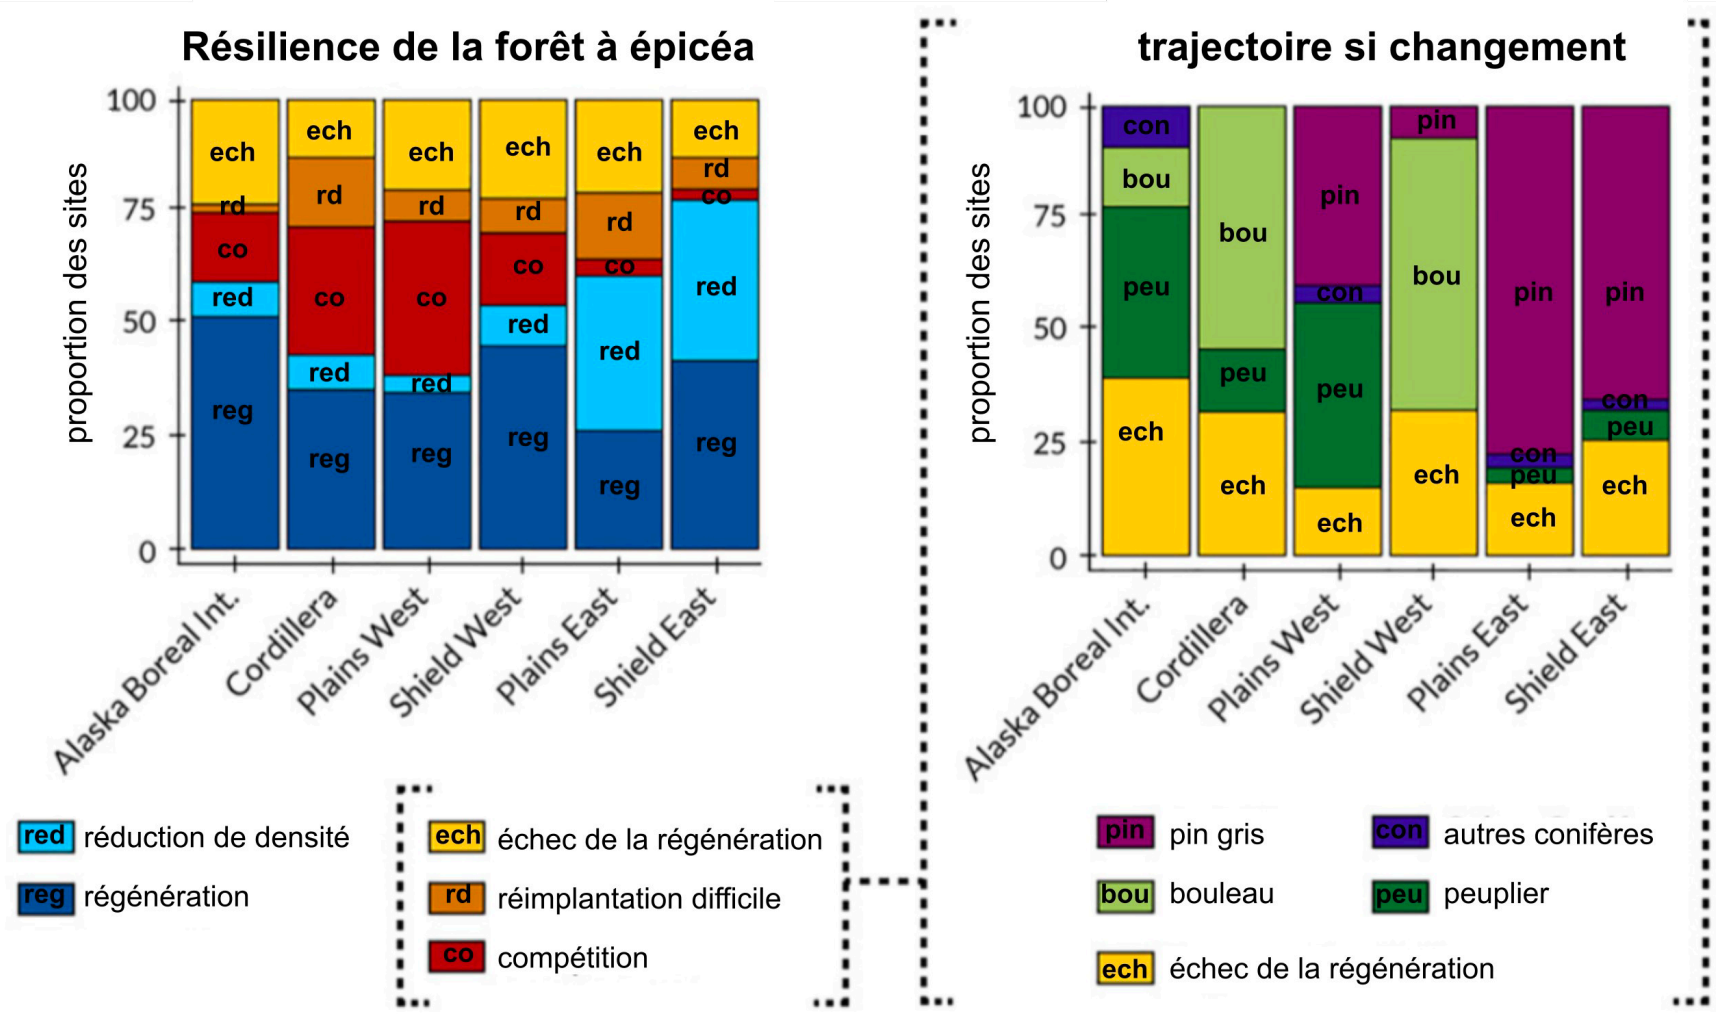 Résilience de la forêt à épicéa
proportion des sites
100
75
50
25
0
ech
rd
co
red
reg
ech
rd
co
red
reg
ech
rd
co
red
reg
ech
rd
co
red
reg
ech
rd
co
red
reg
ech
rd
co
red
reg
Alaska Boreal Int.
Cordillera
Plains West
Shield West
Plains East
Shield East
red réduction de densité
reg régénération
ech échec de la régénération
rd réimplantation difficile
co compétition
trajectoire si changement
proportion des sites
100
75
50
25
0
con
bou
peu
ech
bou
peu
ech
pin
con
peu
ech
pin
bou
ech
pin
con
peu
ech
pin
con
peu
ech
Alaska Boreal Int.
Cordillera
Plains West
Shield West
Plains East
Shield East
pin pin gris
con autres conifères
bou bouleau
peu peuplier
ech échec de la régénération